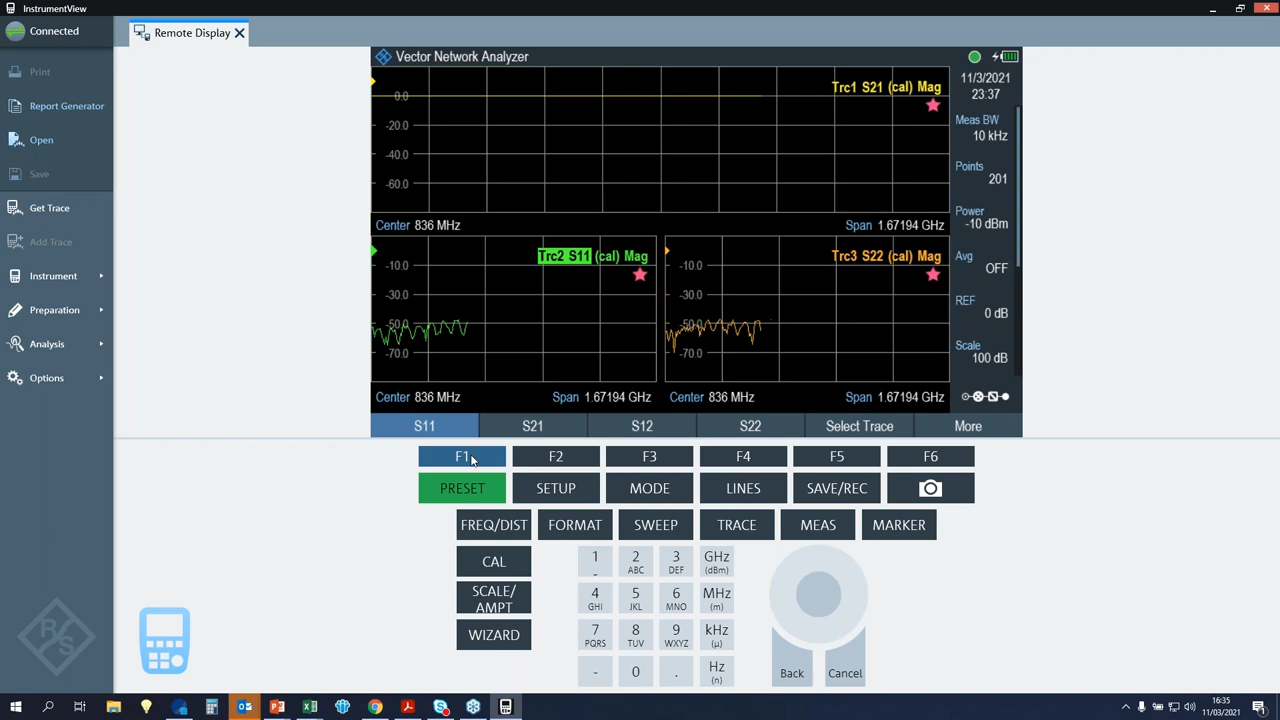 InstrumentView
Connected
Remote Display
Print
Report Generator
Open
Save
Get Trace
Add Trace
Instrument
Preparation
Analysis
Options
R S
Vector Network Analyzer
Trc1 S21 (cal) Mag
0.0
-20.0
-40.0
-60.0
Center 836 MHz Span 1.67194 GHz
Trc2 S11 (cal) Mag
-10.0
-30.0
-50.0
-70.0
Center 836 MHz Span 1.67194 GHz
Trc3 S22 (cal) Mag
-10.0
-30.0
-50.0
-70.0
Center 836 MHz Span 1.67194 GHz
11/3/2021
23:37
Meas BW
10 kHz
Points
201
Power
-10 dBm
Avg
OFF
REF
0 dB
Scale
100 dB
S11 S21 S12 S22 Select Trace More
F1 F2 F3 F4 F5 F6
PRESET SETUP MODE LINES SAVE/REC
FREQ/DIST FORMAT SWEEP TRACE MEAS MARKER
CAL
SCALE/
AMPT
WIZARD
1 2 3 GHz
_ ABC DEF (dBm)
4 5 6 MHz
GHI JKL MNO (m)
7 8 9 kHz
PQRS TUV WXYZ (µ)
- 0 . Hz
(n)
Back Cancel
16:35
11/03/2021
1